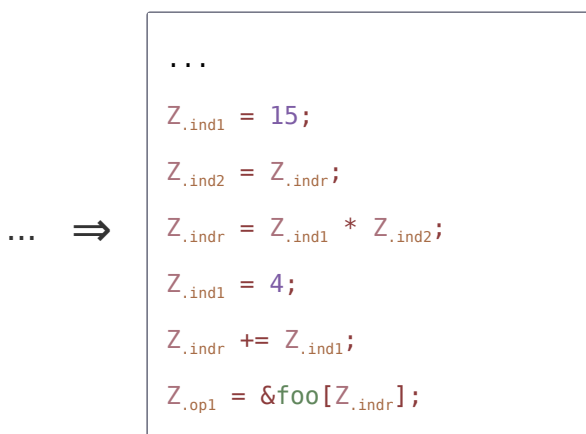 ...
Z.ind1 = 15;
Z.ind2 = Z.indr;
... ⇒ Z.indr = Z.ind1 * Z.ind2;
Z.ind1 = 4;
Z.indr += Z.ind1;
Z.op1 = &foo[Z.indr];